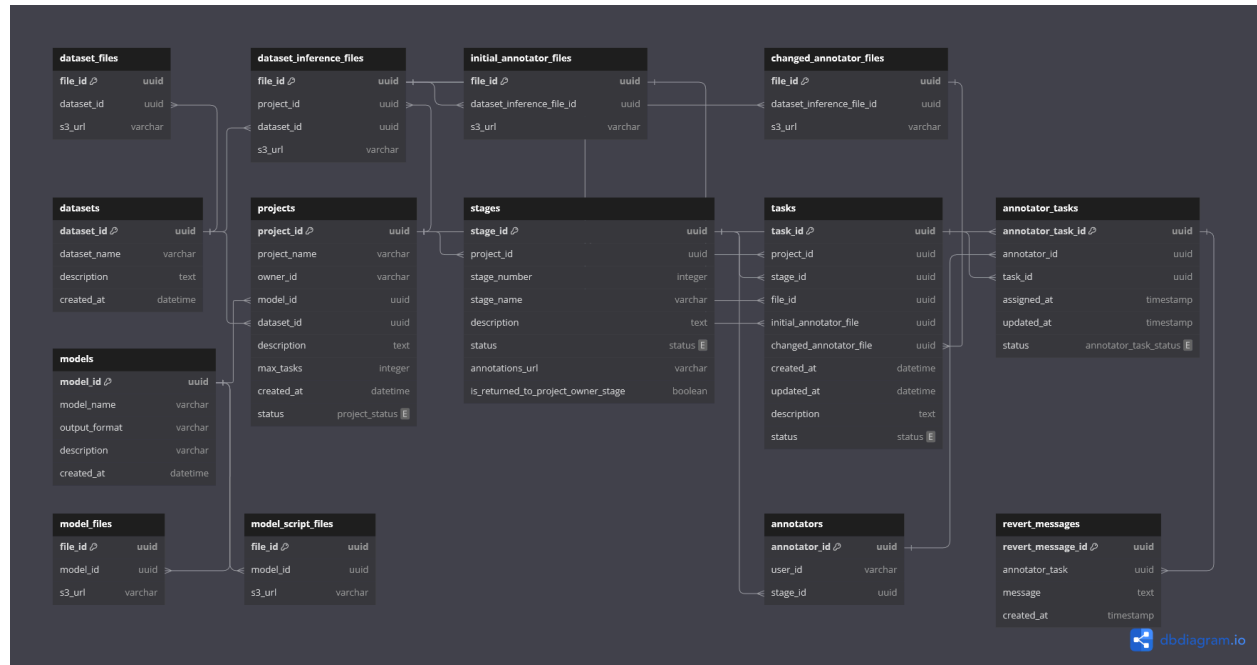 dataset_files
file_id uuid
dataset_id uuid
s3_url varchar
dataset_inference_files
file_id uuid
project_id uuid
dataset_id uuid
s3_url varchar
initial_annotator_files
file_id uuid
dataset_inference_file_id uuid
s3_url varchar
changed_annotator_files
file_id uuid
dataset_inference_file_id uuid
s3_url varchar
datasets
dataset_id uuid
dataset_name varchar
description text
created_at datetime
projects
project_id uuid
project_name varchar
owner_id varchar
model_id uuid
dataset_id uuid
description text
max_tasks integer
created_at datetime
status project_status E
stages
stage_id uuid
project_id uuid
stage_number integer
stage_name varchar
description text
status status E
annotations_url varchar
is_returned_to_project_owner_stage boolean
tasks
task_id uuid
project_id uuid
stage_id uuid
file_id uuid
initial_annotator_file uuid
changed_annotator_file uuid
created_at datetime
updated_at datetime
description text
status status E
annotator_tasks
annotator_task_id uuid
annotator_id uuid
task_id uuid
assigned_at timestamp
updated_at timestamp
status annotator_task_status E
models
model_id uuid
model_name varchar
output_format varchar
description varchar
created_at datetime
model_files
file_id uuid
model_id uuid
s3_url varchar
model_script_files
file_id uuid
model_id uuid
s3_url varchar
annotators
annotator_id uuid
user_id varchar
stage_id uuid
revert_messages
revert_message_id uuid
annotator_task uuid
message text
created_at timestamp
dbdiagram.io